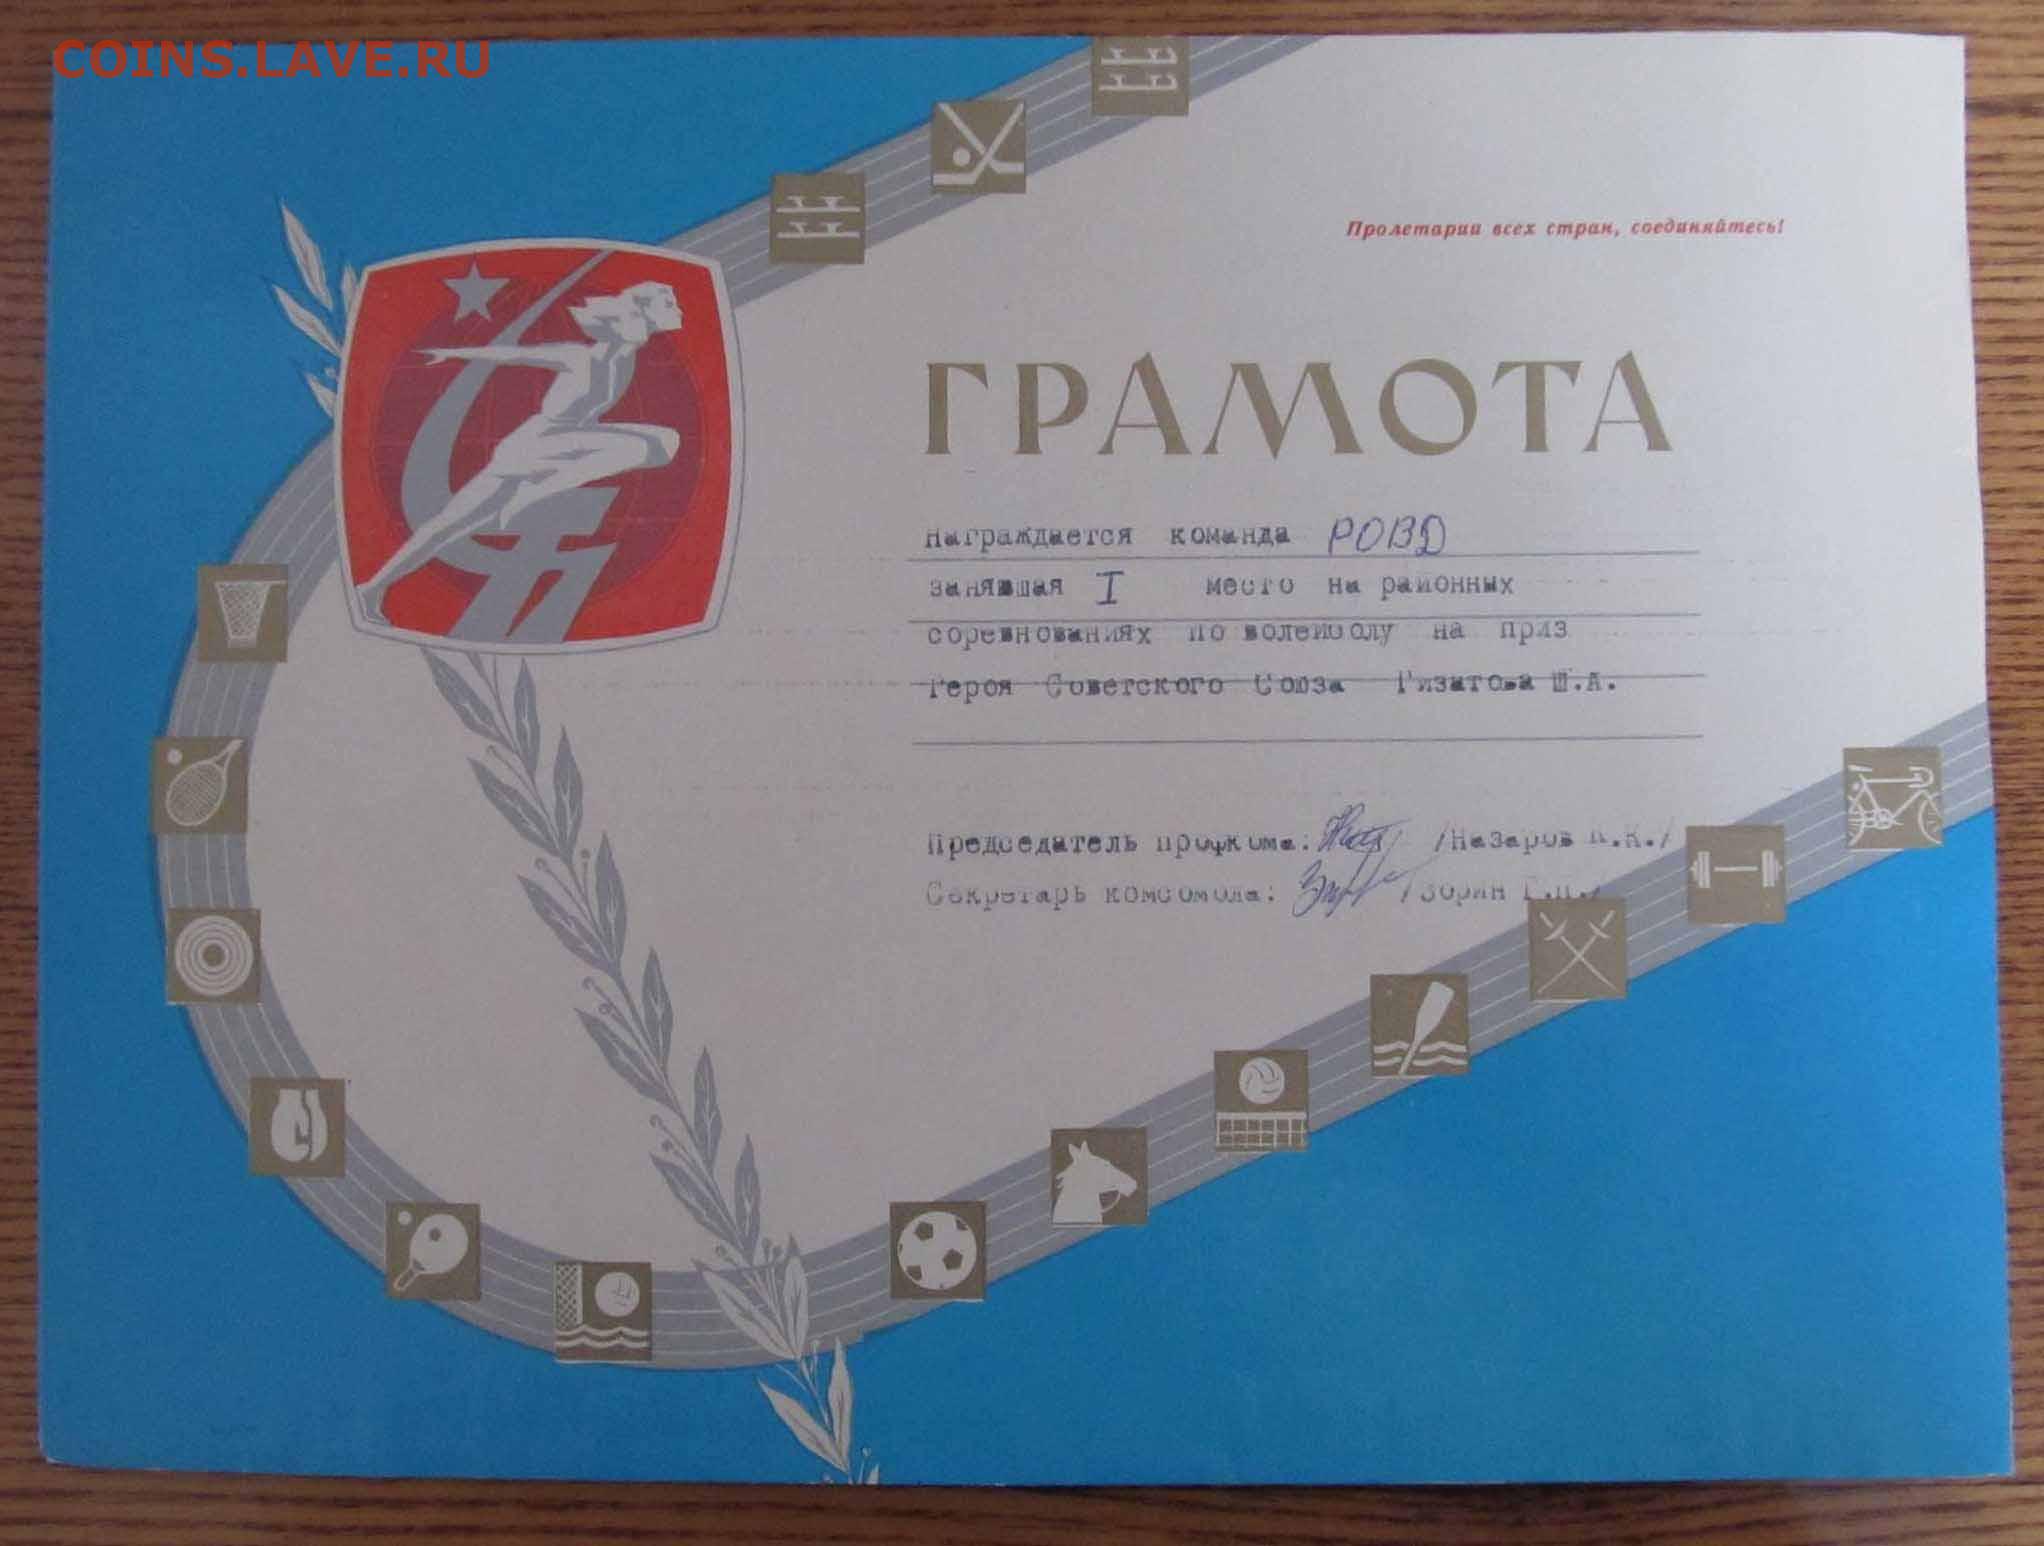 COINS.LAVE.RU
Пролетарии всех стран, соединяйтесь!
ГРАМОТА
Награждается команда РОВД
занявшая I место на районных
соревнованиях по волейболу на приз
Героя Советского Союза Гизатова Ш.А.
Председатель профкома: /Назаров К.К./
Секретарь комсомола: /Зорин